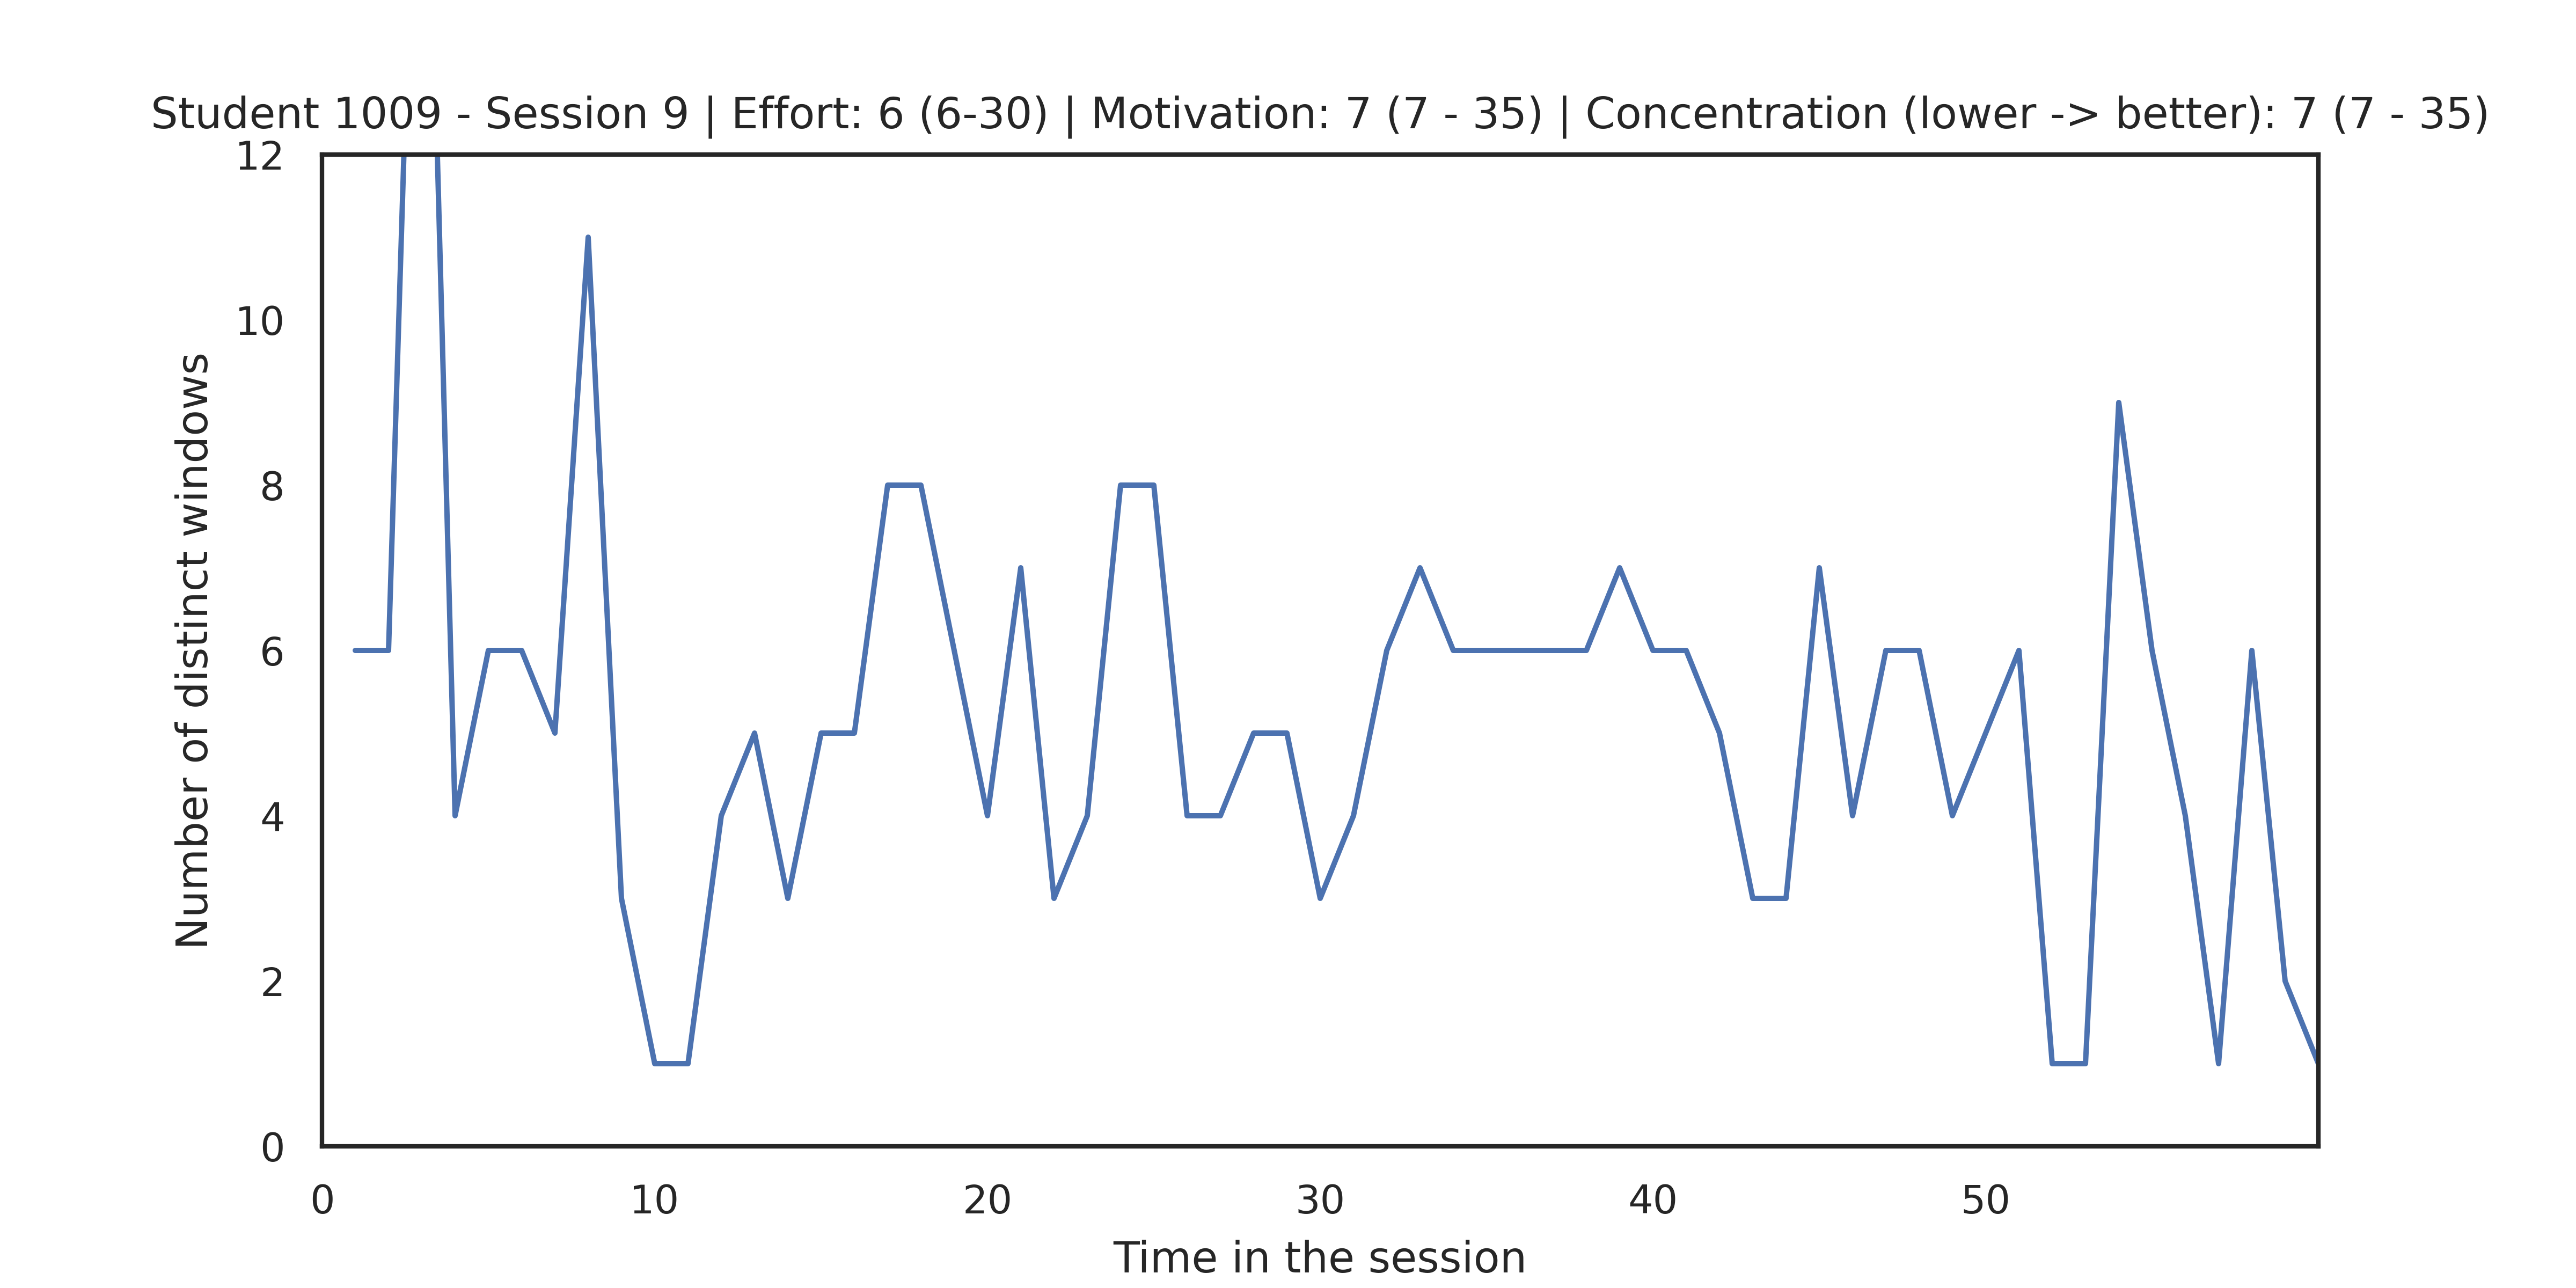 Student 1009 - Session 9 | Effort: 6 (6-30) | Motivation: 7 (7 - 35) | Concentration (lower -> better): 7 (7 - 35)
12
10
8
6
4
2
0
Number of distinct windows
0 10 20 30 40 50
Time in the session